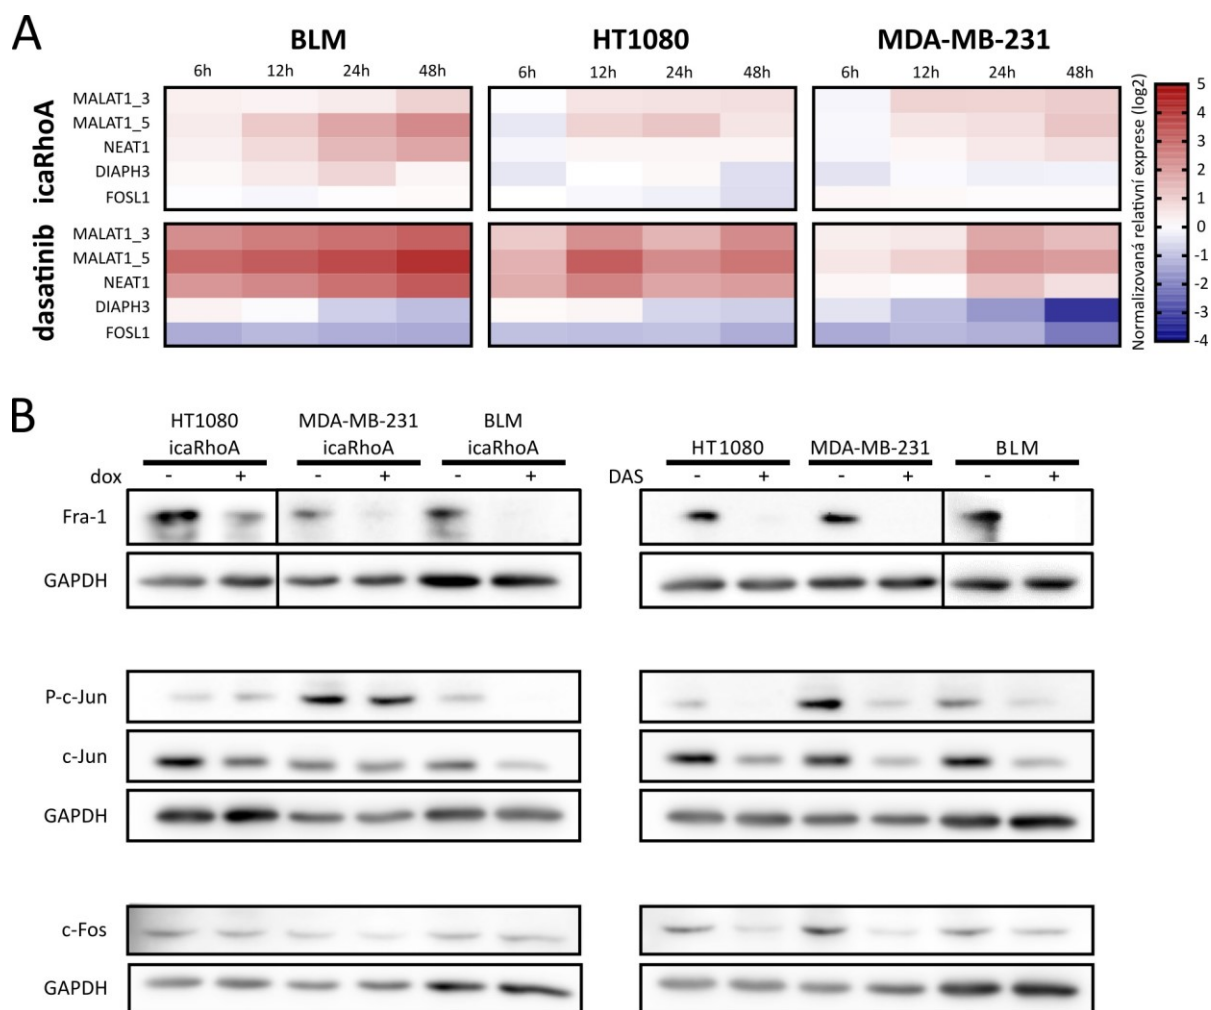 A
BLM HT1080 MDA-MB-231
6h 12h 24h 48h 6h 12h 24h 48h 6h 12h 24h 48h
icaRhoA
MALAT1_3
MALAT1_5
NEAT1
DIAPH3
FOSL1
dasatinib
MALAT1_3
MALAT1_5
NEAT1
DIAPH3
FOSL1
Normalizovaná relativní exprese (log2)
5
4
3
2
1
0
-1
-2
-3
-4
B
HT1080 MDA-MB-231 BLM
icaRhoA icaRhoA icaRhoA
dox - + - + - +
Fra-1
GAPDH
P-c-Jun
c-Jun
GAPDH
c-Fos
GAPDH
HT1080 MDA-MB-231 BLM
DAS - + - + - +